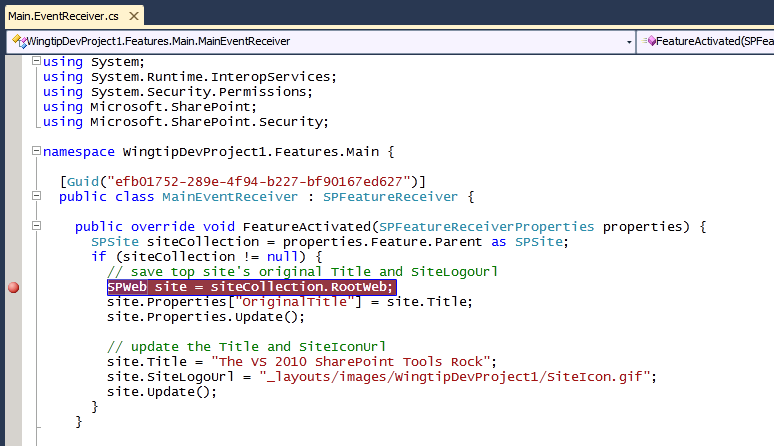 Main.EventReceiver.cs
WingtipDevProject1.Features.Main.MainEventReceiver
FeatureActivated(SPFea
using System;
using System.Runtime.InteropServices;
using System.Security.Permissions;
using Microsoft.SharePoint;
using Microsoft.SharePoint.Security;
namespace WingtipDevProject1.Features.Main {
[Guid("efb01752-289e-4f94-b227-bf90167ed627")]
public class MainEventReceiver : SPFeatureReceiver {
public override void FeatureActivated(SPFeatureReceiverProperties properties) {
SPSite siteCollection = properties.Feature.Parent as SPSite;
if (siteCollection != null) {
// save top site's original Title and SiteLogoUrl
SPWeb site = siteCollection.RootWeb;
site.Properties["OriginalTitle"] = site.Title;
site.Properties.Update();
// update the Title and SiteIconUrl
site.Title = "The VS 2010 SharePoint Tools Rock";
site.SiteLogoUrl = "_layouts/images/WingtipDevProject1/SiteIcon.gif";
site.Update();
}
}